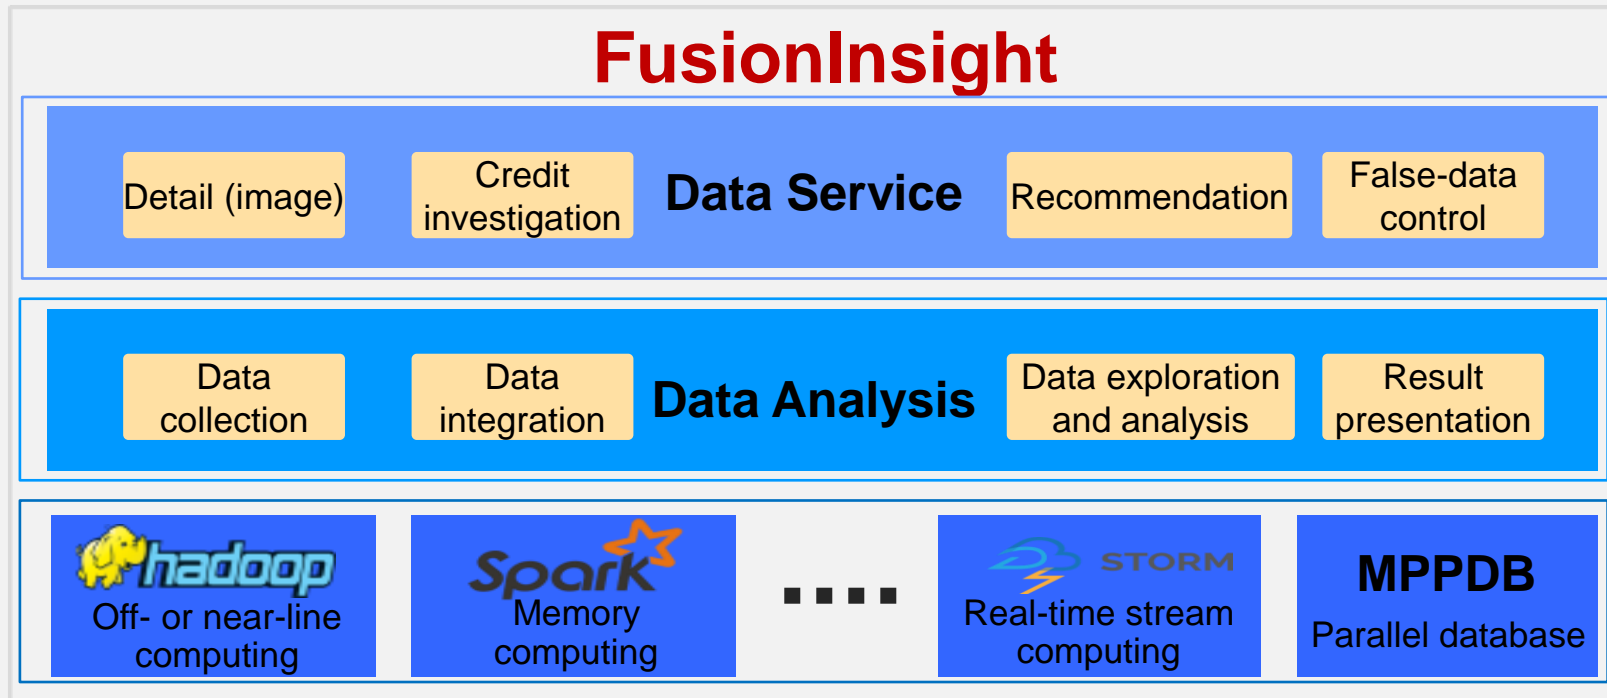 FusionInsight
Detail (image)
Credit
investigation
Data Service
Recommendation
False-data
control
Data
collection
Data
integration
Data Analysis
Data exploration
and analysis
Result
presentation
hadoop
Off- or near-line
computing
Spark
Memory
computing
....
STORM
Real-time stream
computing
MPPDB
Parallel database